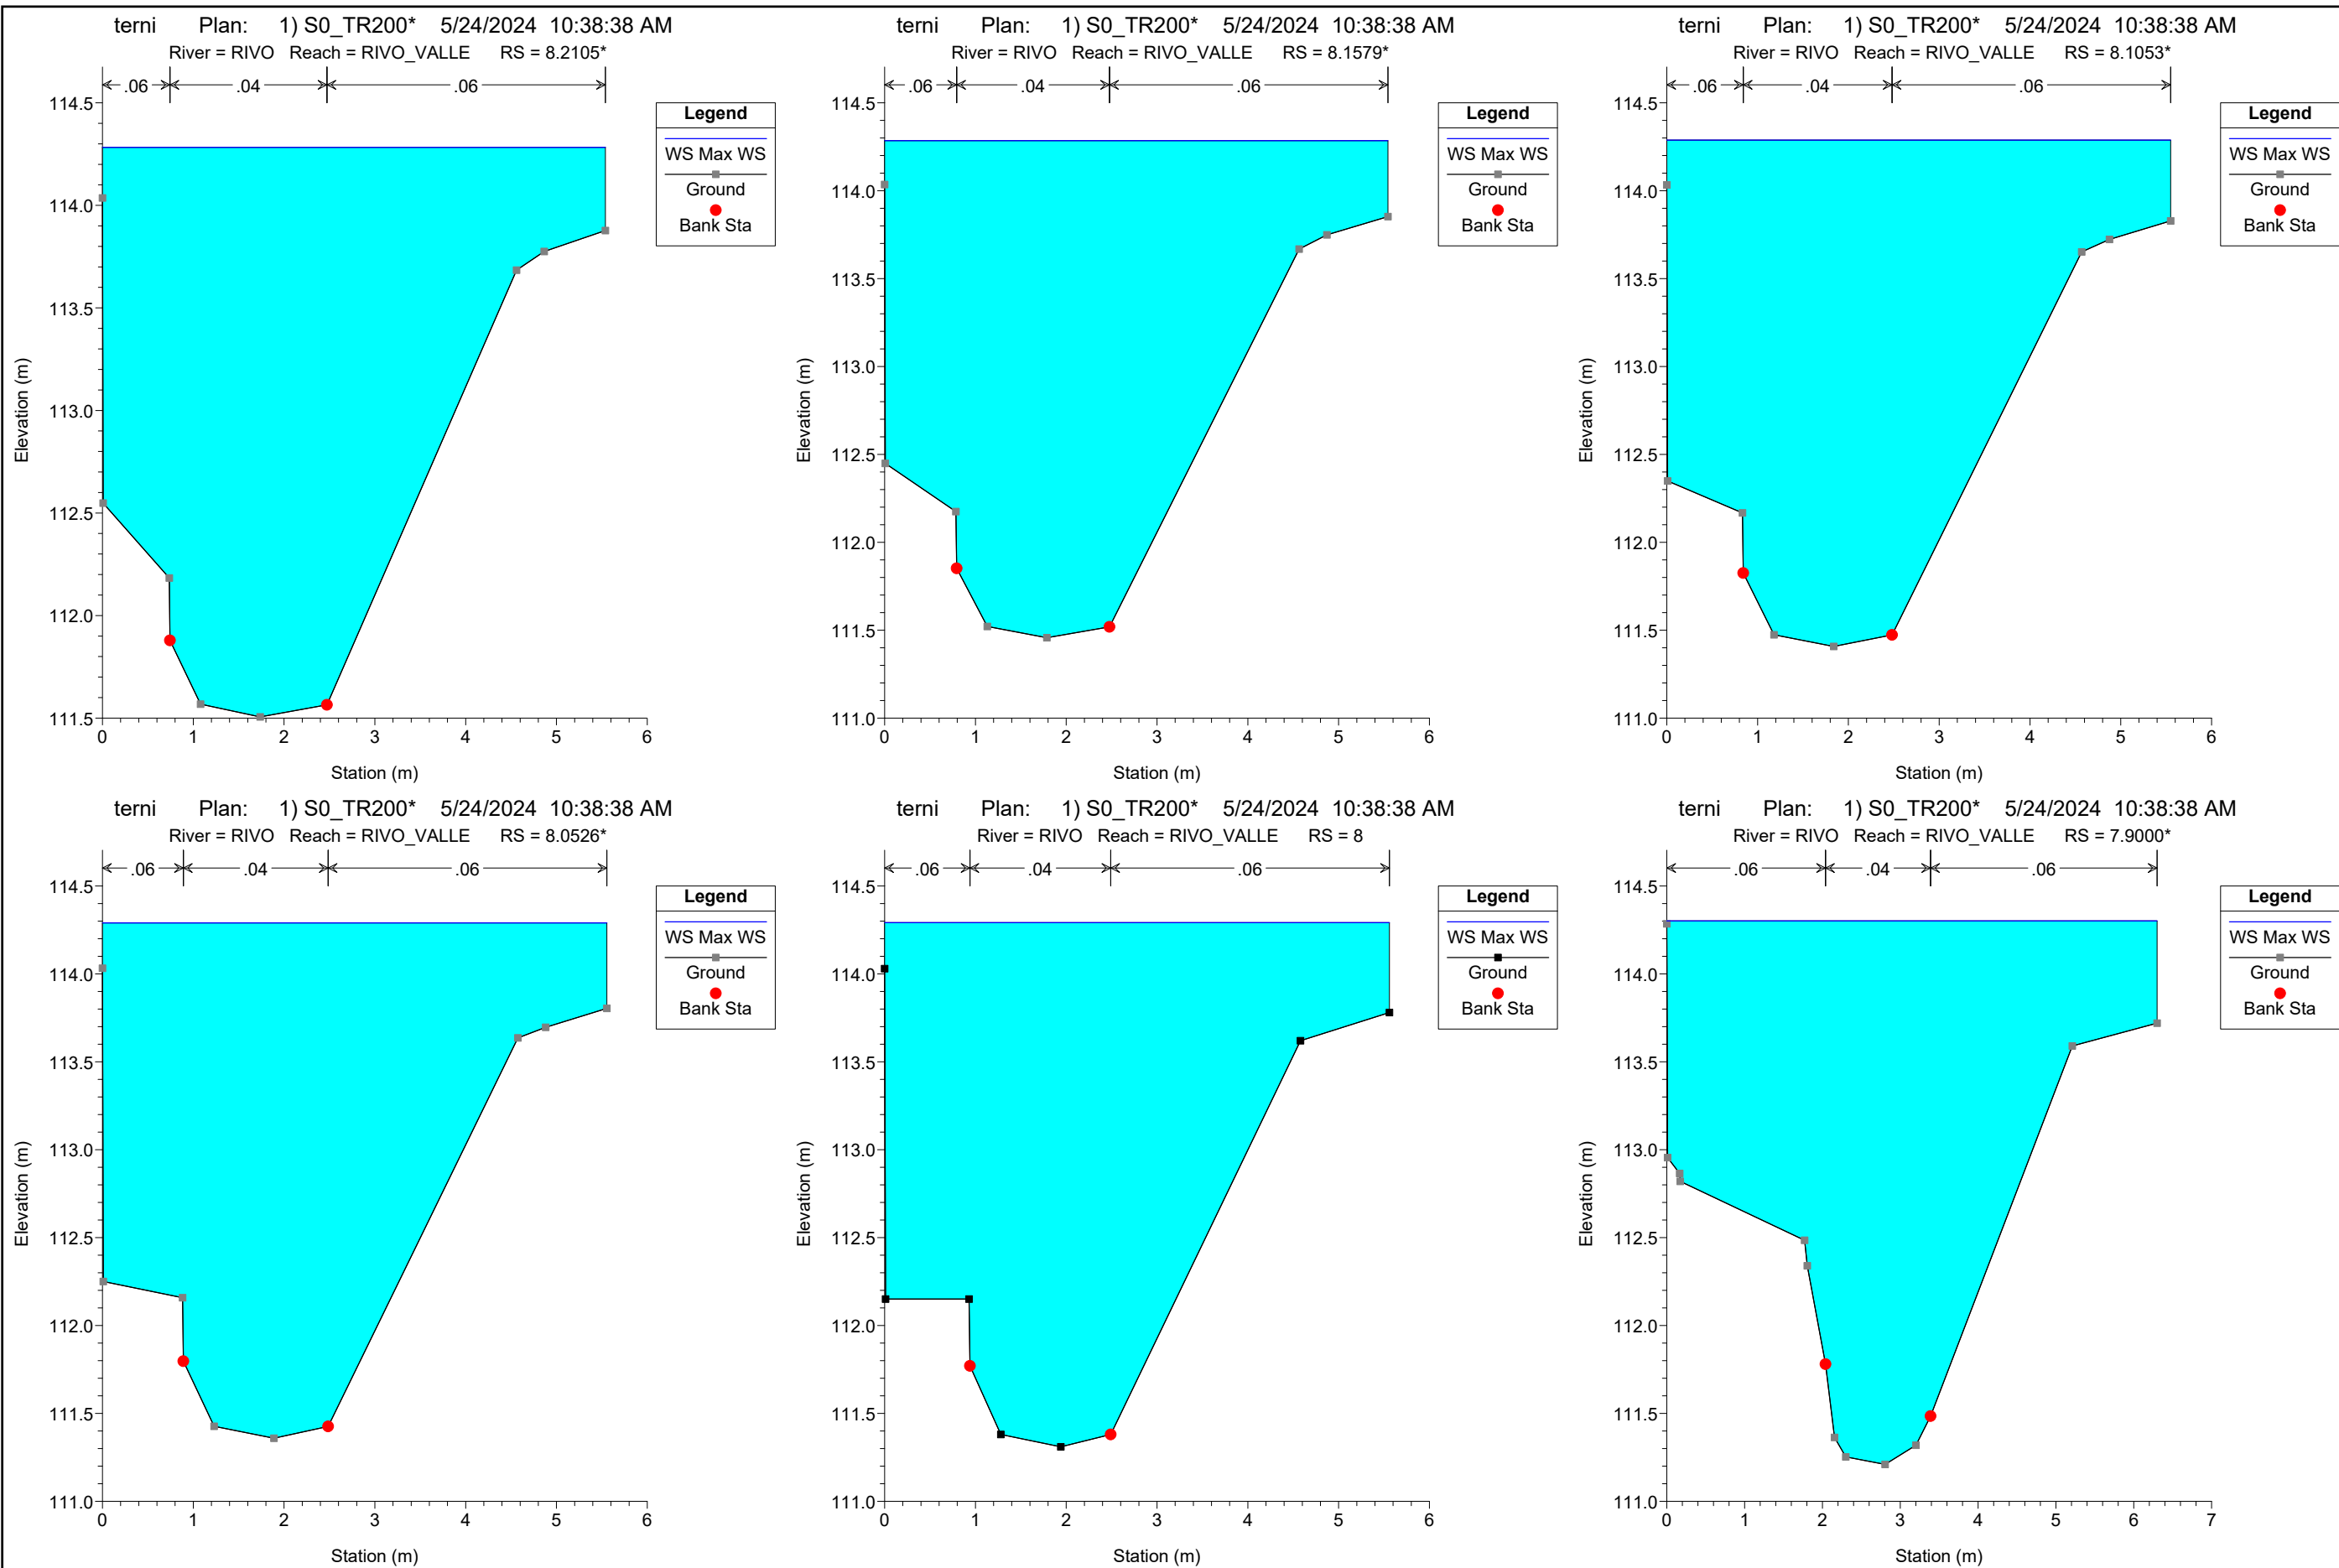 terni Plan: 1) S0_TR200* 5/24/2024 10:38:38 AM
River = RIVO Reach = RIVO_VALLE RS = 8.2105*
.06 .04 .06
Legend
WS Max WS
Ground
Bank Sta
114.5
114.0
113.5
113.0
112.5
112.0
111.5
Elevation (m)
0 1 2 3 4 5 6
Station (m)
terni Plan: 1) S0_TR200* 5/24/2024 10:38:38 AM
River = RIVO Reach = RIVO_VALLE RS = 8.1579*
.06 .04 .06
Legend
WS Max WS
Ground
Bank Sta
114.5
114.0
113.5
113.0
112.5
112.0
111.5
111.0
Elevation (m)
0 1 2 3 4 5 6
Station (m)
terni Plan: 1) S0_TR200* 5/24/2024 10:38:38 AM
River = RIVO Reach = RIVO_VALLE RS = 8.1053*
.06 .04 .06
Legend
WS Max WS
Ground
Bank Sta
114.5
114.0
113.5
113.0
112.5
112.0
111.5
111.0
Elevation (m)
0 1 2 3 4 5 6
Station (m)
terni Plan: 1) S0_TR200* 5/24/2024 10:38:38 AM
River = RIVO Reach = RIVO_VALLE RS = 8.0526*
.06 .04 .06
Legend
WS Max WS
Ground
Bank Sta
114.5
114.0
113.5
113.0
112.5
112.0
111.5
111.0
Elevation (m)
0 1 2 3 4 5 6
Station (m)
terni Plan: 1) S0_TR200* 5/24/2024 10:38:38 AM
River = RIVO Reach = RIVO_VALLE RS = 8
.06 .04 .06
Legend
WS Max WS
Ground
Bank Sta
114.5
114.0
113.5
113.0
112.5
112.0
111.5
111.0
Elevation (m)
0 1 2 3 4 5 6
Station (m)
terni Plan: 1) S0_TR200* 5/24/2024 10:38:38 AM
River = RIVO Reach = RIVO_VALLE RS = 7.9000*
.06 .04 .06
Legend
WS Max WS
Ground
Bank Sta
114.5
114.0
113.5
113.0
112.5
112.0
111.5
111.0
Elevation (m)
0 1 2 3 4 5 6 7
Station (m)